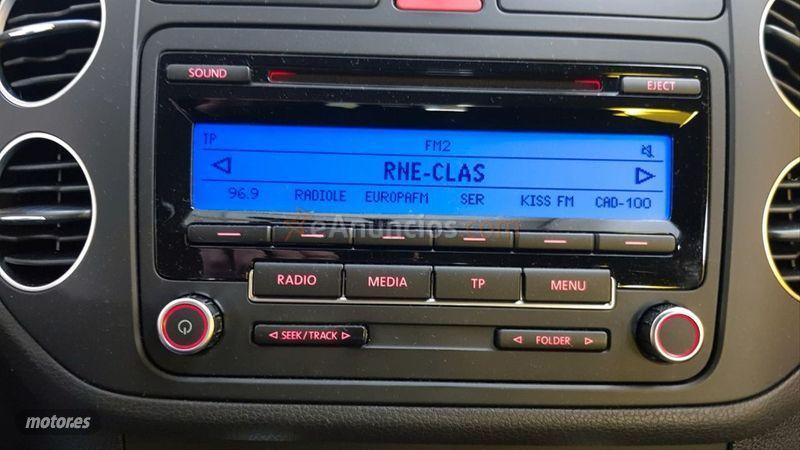 SOUND
EJECT
TP
FM2
RNE-CLAS
96.9 RADIOLE EUROPAFM SER KISS FM CAD-100
eAnuncios.com
RADIO MEDIA TP MENU
SEEK/TRACK
FOLDER
motor.es